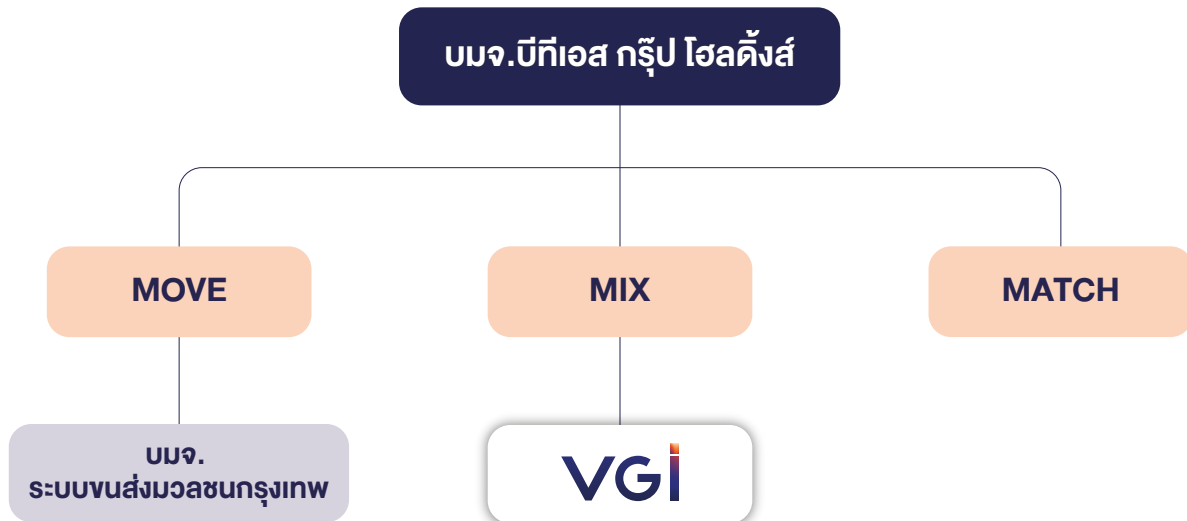 บมจ.บีทีเอส กรุ๊ป โฮลดิ้งส์
MOVE
MIX
MATCH
บมจ.
ระบบขนส่งมวลชนกรุงเทพ
VGI